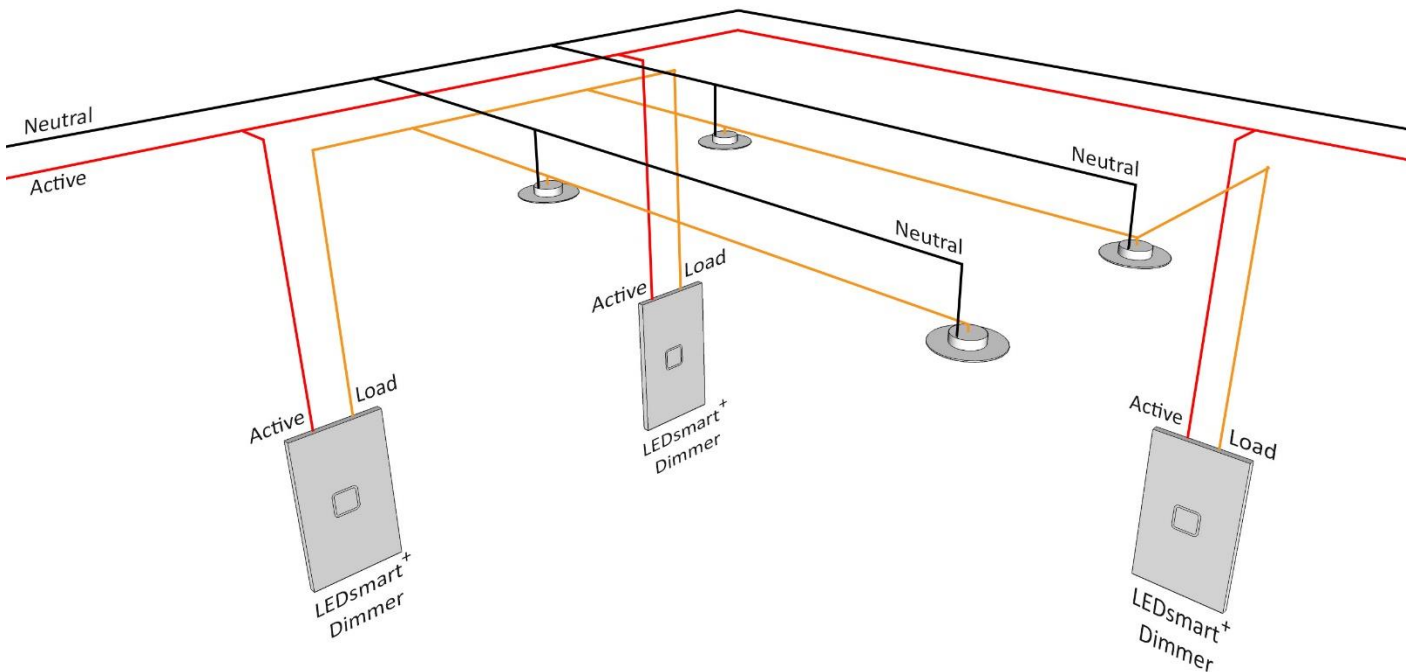 Neutral
Active
Neutral
Neutral
Active
Load
LEDsmart+
Dimmer
Active
Load
LEDsmart+
Dimmer
Active
Load
LEDsmart+
Dimmer